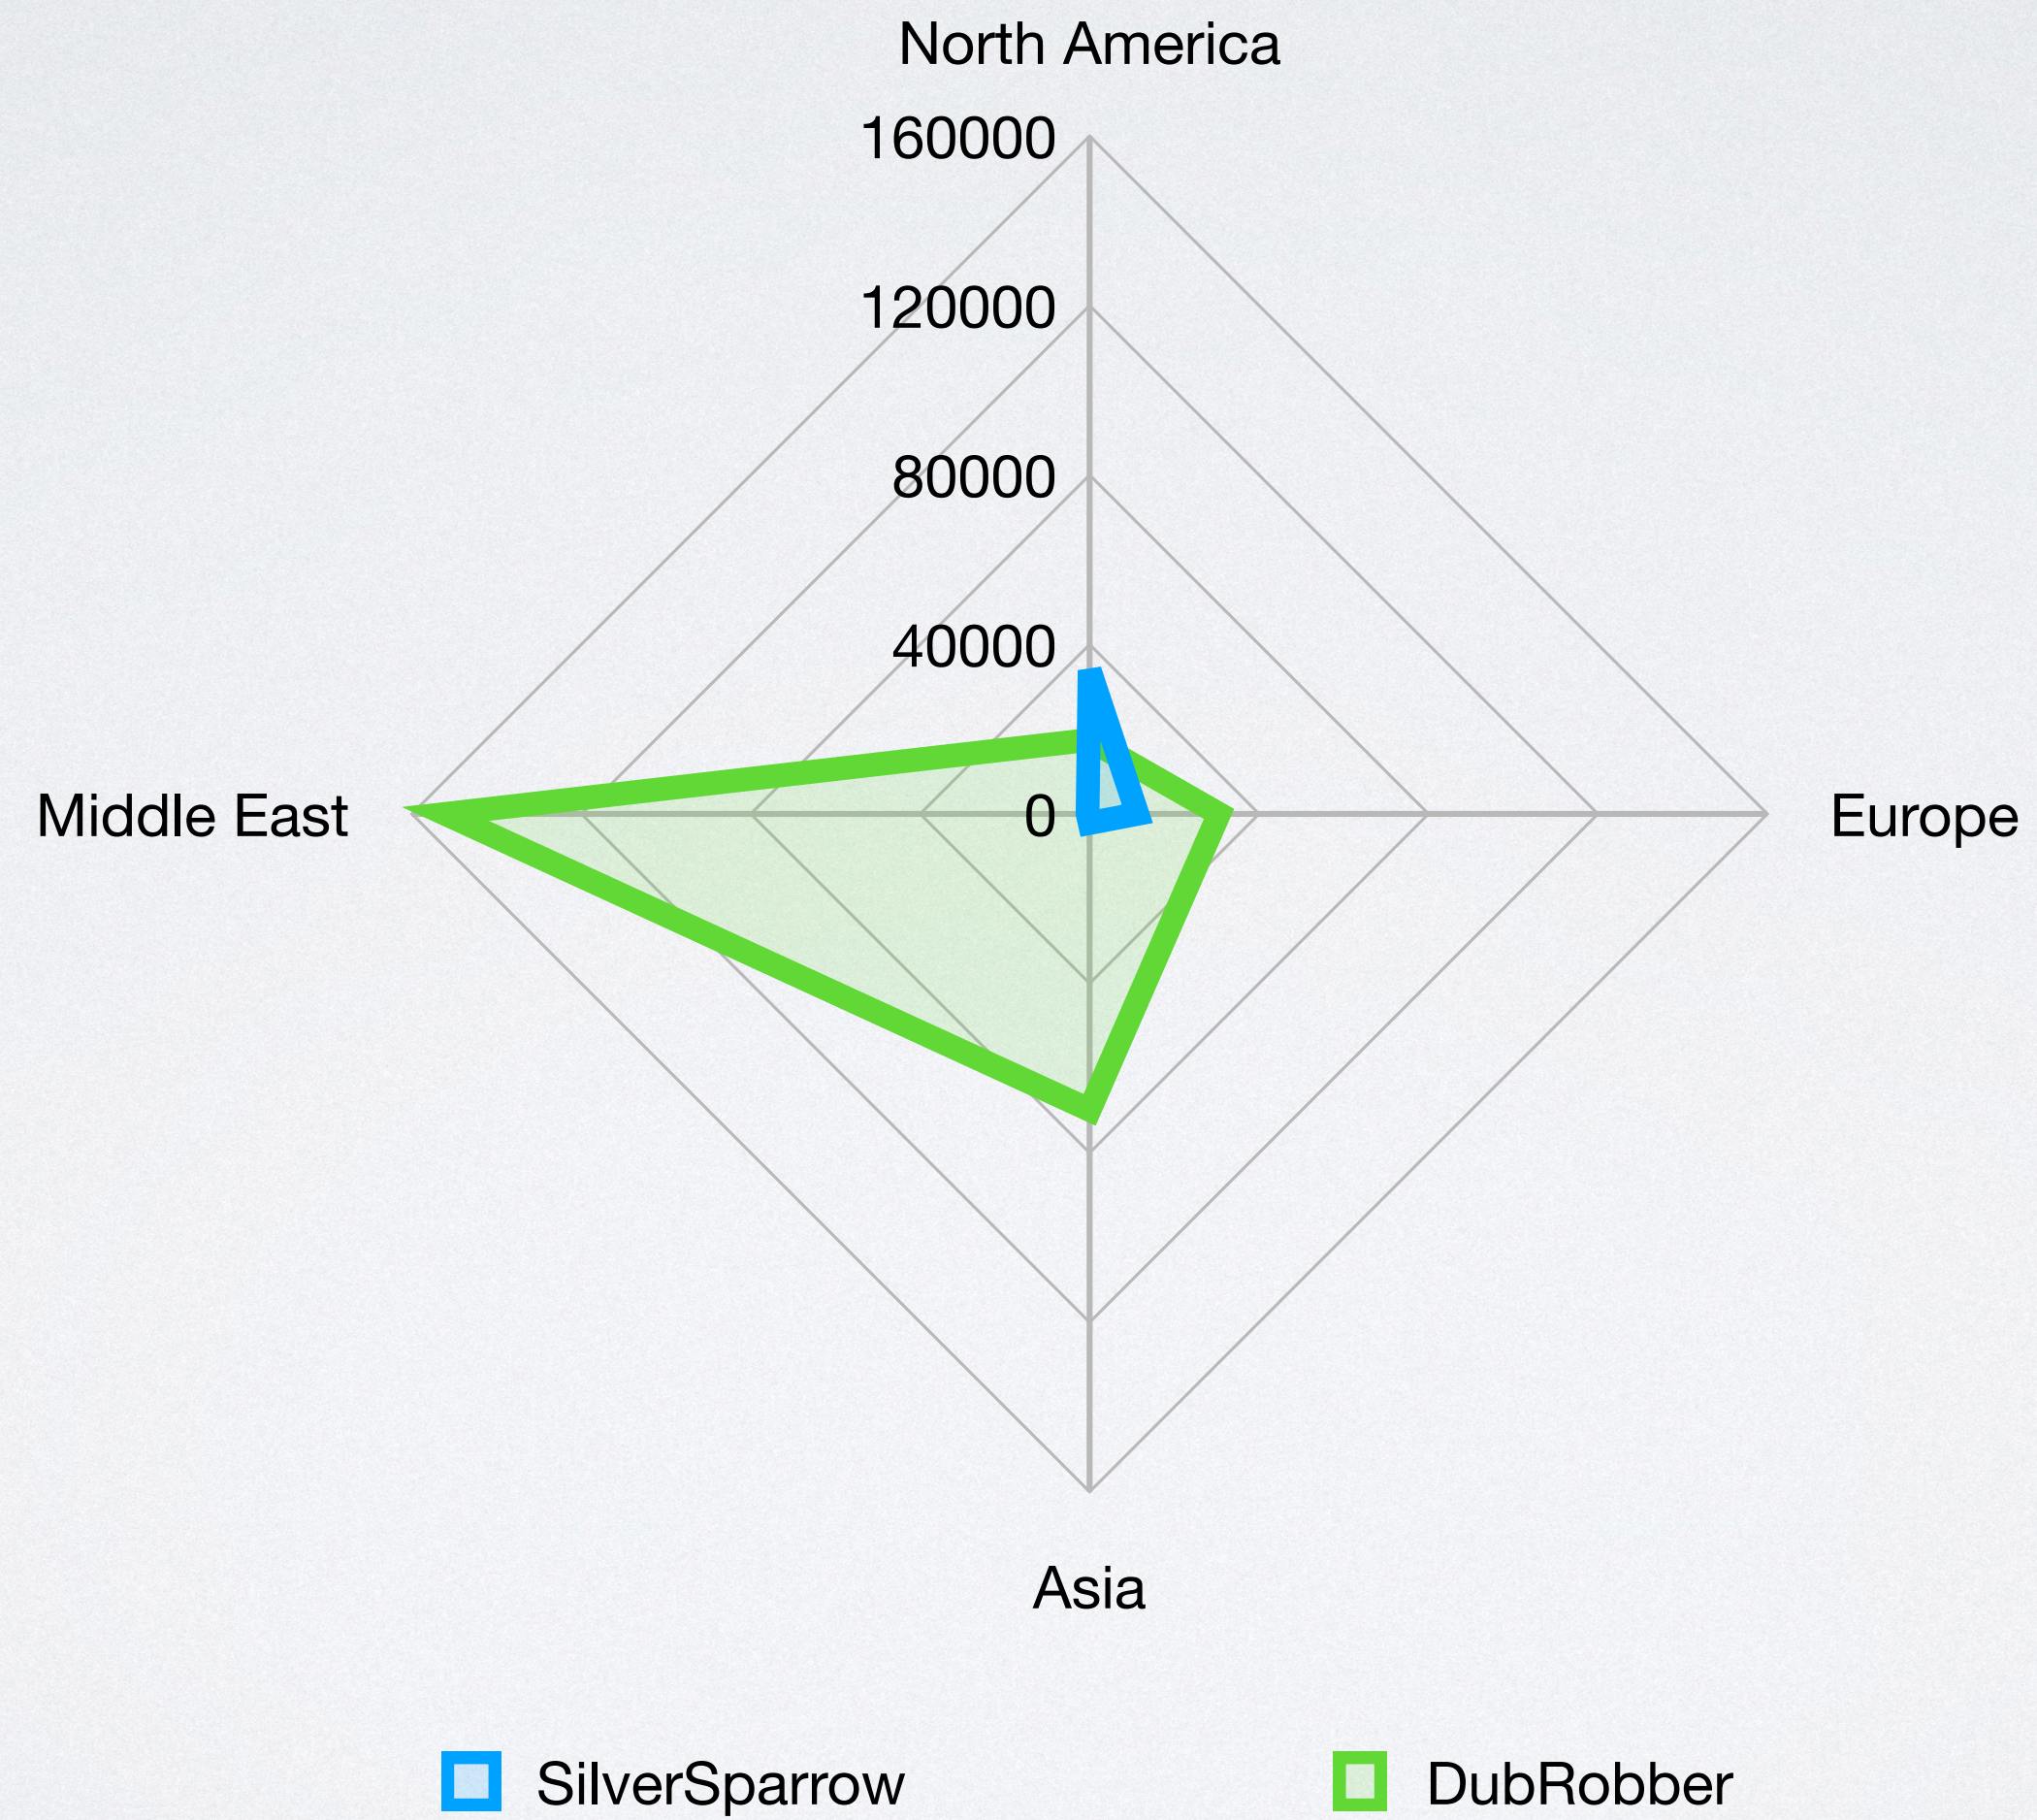 North America
160000
120000
80000
40000
Middle East
0
Europe
Asia
SilverSparrow
DubRobber